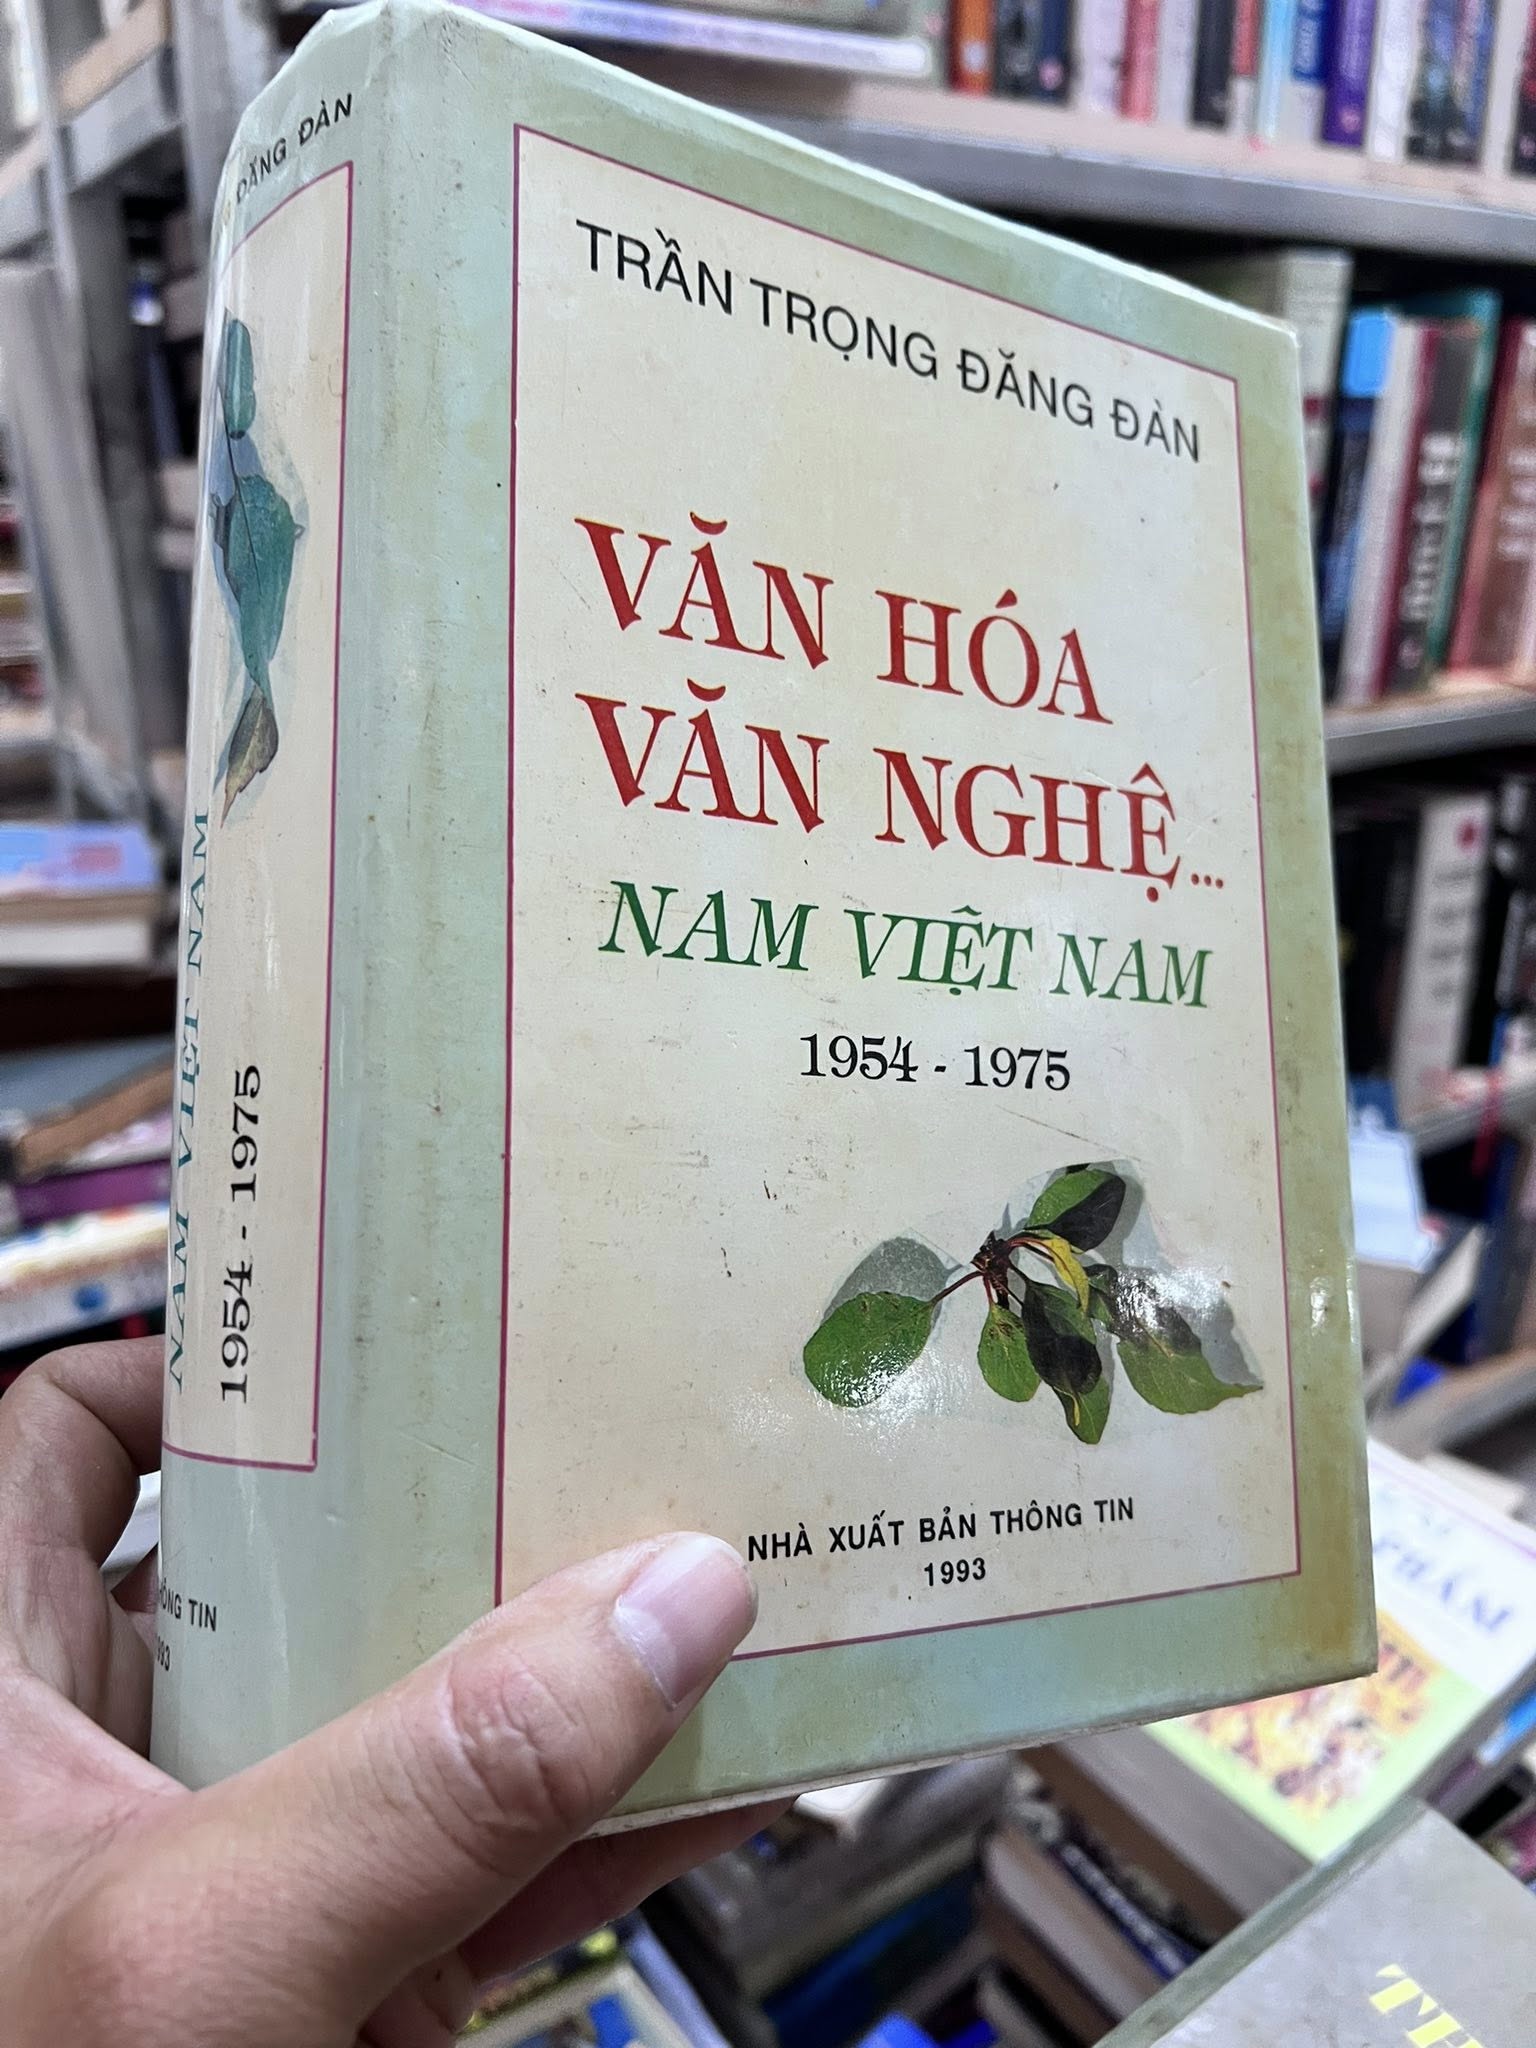 TRẦN TRỌNG ĐĂNG ĐÀN
VĂN HÓA
VĂN NGHỆ...
NAM VIỆT NAM
1954 - 1975
NHÀ XUẤT BẢN THÔNG TIN
1993
ĐĂNG ĐÀN
NAM VIỆT NAM
1954 - 1975
TIN